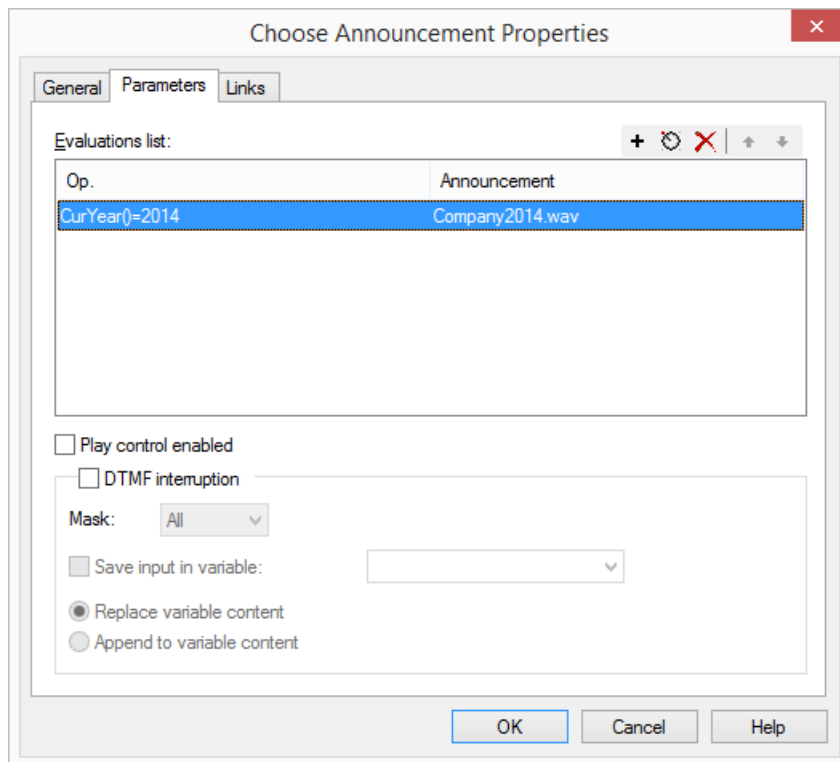 Choose Announcement Properties
General Parameters Links
Evaluations list:
Op. Announcement
CurYear()=2014 Company2014.wav
Play control enabled
DTMF interruption
Mask: All
Save input in variable:
Replace variable content
Append to variable content
OK Cancel Help